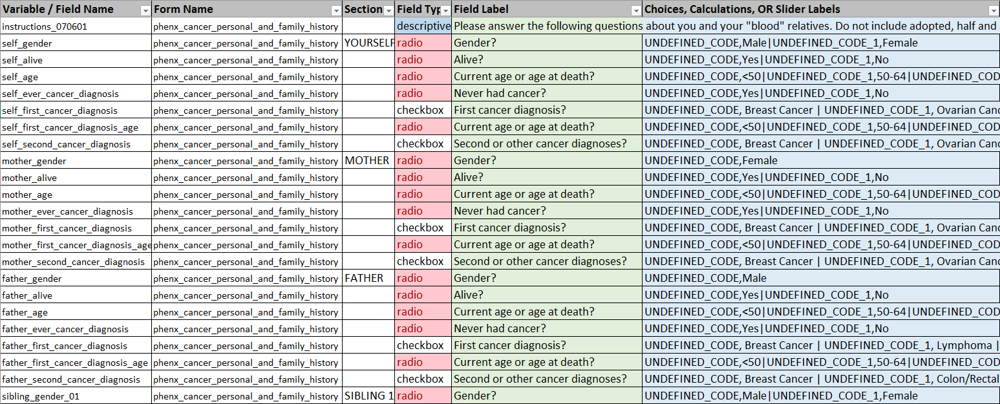 Variable / Field Name Form Name Section Field Typ Field Label Choices, Calculations, OR Slider Labels
instructions_070601 phenx_cancer_personal_and_family_history descriptive Please answer the following questions about you and your "blood" relatives. Do not include adopted, half and
self_gender phenx_cancer_personal_and_family_history YOURSELF radio Gender? UNDEFINED_CODE,Male|UNDEFINED_CODE_1,Female
self_alive phenx_cancer_personal_and_family_history radio Alive? UNDEFINED_CODE,Yes|UNDEFINED_CODE_1,No
self_age phenx_cancer_personal_and_family_history radio Current age or age at death? UNDEFINED_CODE,<50|UNDEFINED_CODE_1,50-64|UNDEFINED_COD
self_ever_cancer_diagnosis phenx_cancer_personal_and_family_history radio Never had cancer? UNDEFINED_CODE,Yes|UNDEFINED_CODE_1,No
self_first_cancer_diagnosis phenx_cancer_personal_and_family_history checkbox First cancer diagnosis? UNDEFINED_CODE, Breast Cancer | UNDEFINED_CODE_1, Ovarian Canc
self_first_cancer_diagnosis_age phenx_cancer_personal_and_family_history radio Current age or age at death? UNDEFINED_CODE,<50|UNDEFINED_CODE_1,50-64|UNDEFINED_COD
self_second_cancer_diagnosis phenx_cancer_personal_and_family_history checkbox Second or other cancer diagnoses? UNDEFINED_CODE, Breast Cancer | UNDEFINED_CODE_1, Ovarian Canc
mother_gender phenx_cancer_personal_and_family_history MOTHER radio Gender? UNDEFINED_CODE,Female
mother_alive phenx_cancer_personal_and_family_history radio Alive? UNDEFINED_CODE,Yes|UNDEFINED_CODE_1,No
mother_age phenx_cancer_personal_and_family_history radio Current age or age at death? UNDEFINED_CODE,<50|UNDEFINED_CODE_1,50-64|UNDEFINED_COD
mother_ever_cancer_diagnosis phenx_cancer_personal_and_family_history radio Never had cancer? UNDEFINED_CODE,Yes|UNDEFINED_CODE_1,No
mother_first_cancer_diagnosis phenx_cancer_personal_and_family_history checkbox First cancer diagnosis? UNDEFINED_CODE, Breast Cancer | UNDEFINED_CODE_1, Ovarian Canc
mother_first_cancer_diagnosis_age phenx_cancer_personal_and_family_history radio Current age or age at death? UNDEFINED_CODE,<50|UNDEFINED_CODE_1,50-64|UNDEFINED_COD
mother_second_cancer_diagnosis phenx_cancer_personal_and_family_history checkbox Second or other cancer diagnoses? UNDEFINED_CODE, Breast Cancer | UNDEFINED_CODE_1, Ovarian Canc
father_gender phenx_cancer_personal_and_family_history FATHER radio Gender? UNDEFINED_CODE,Male
father_alive phenx_cancer_personal_and_family_history radio Alive? UNDEFINED_CODE,Yes|UNDEFINED_CODE_1,No
father_age phenx_cancer_personal_and_family_history radio Current age or age at death? UNDEFINED_CODE,<50|UNDEFINED_CODE_1,50-64|UNDEFINED_COD
father_ever_cancer_diagnosis phenx_cancer_personal_and_family_history radio Never had cancer? UNDEFINED_CODE,Yes|UNDEFINED_CODE_1,No
father_first_cancer_diagnosis phenx_cancer_personal_and_family_history checkbox First cancer diagnosis? UNDEFINED_CODE, Breast Cancer | UNDEFINED_CODE_1, Lymphoma |
father_first_cancer_diagnosis_age phenx_cancer_personal_and_family_history radio Current age or age at death? UNDEFINED_CODE,<50|UNDEFINED_CODE_1,50-64|UNDEFINED_COD
father_second_cancer_diagnosis phenx_cancer_personal_and_family_history checkbox Second or other cancer diagnoses? UNDEFINED_CODE, Breast Cancer | UNDEFINED_CODE_1, Colon/Rectal
sibling_gender_01 phenx_cancer_personal_and_family_history SIBLING 1 radio Gender? UNDEFINED_CODE,Male|UNDEFINED_CODE_1,Female